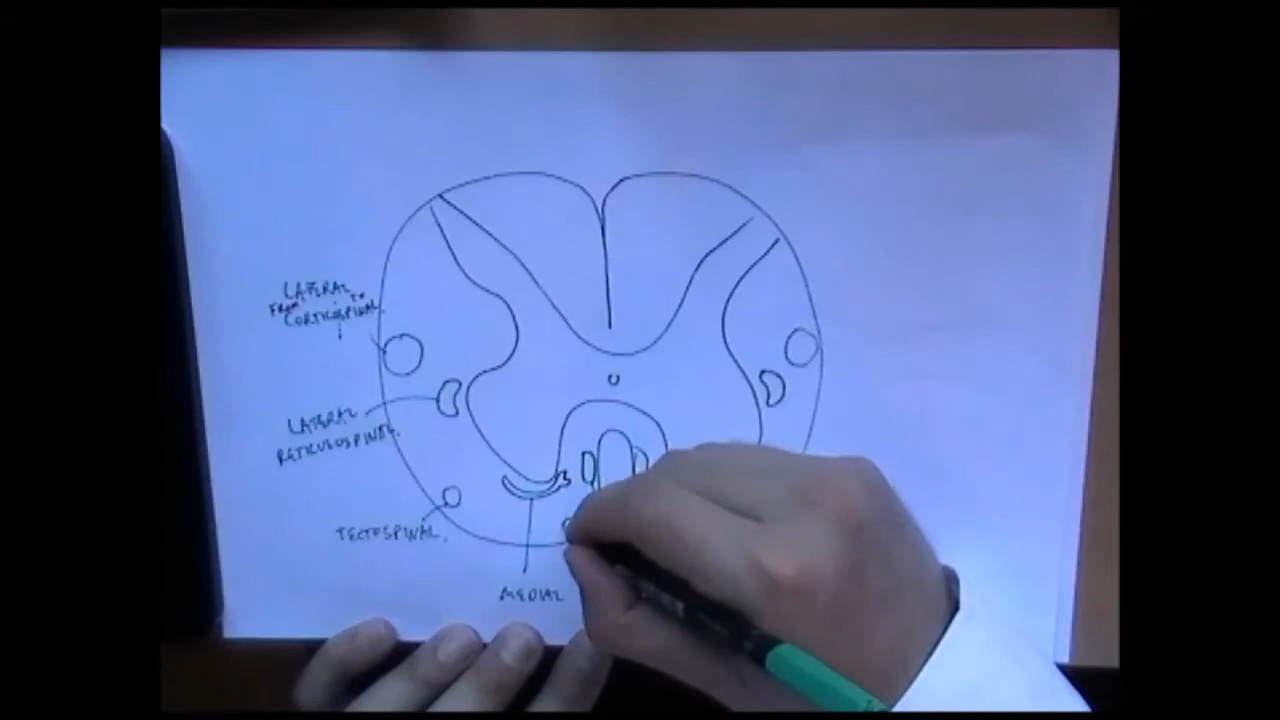 LATERAL
FROM TO
CORTICOSPINAL.
LATERAL
RETICULOSPINAL.
TECTOSPINAL.
MEDIAL